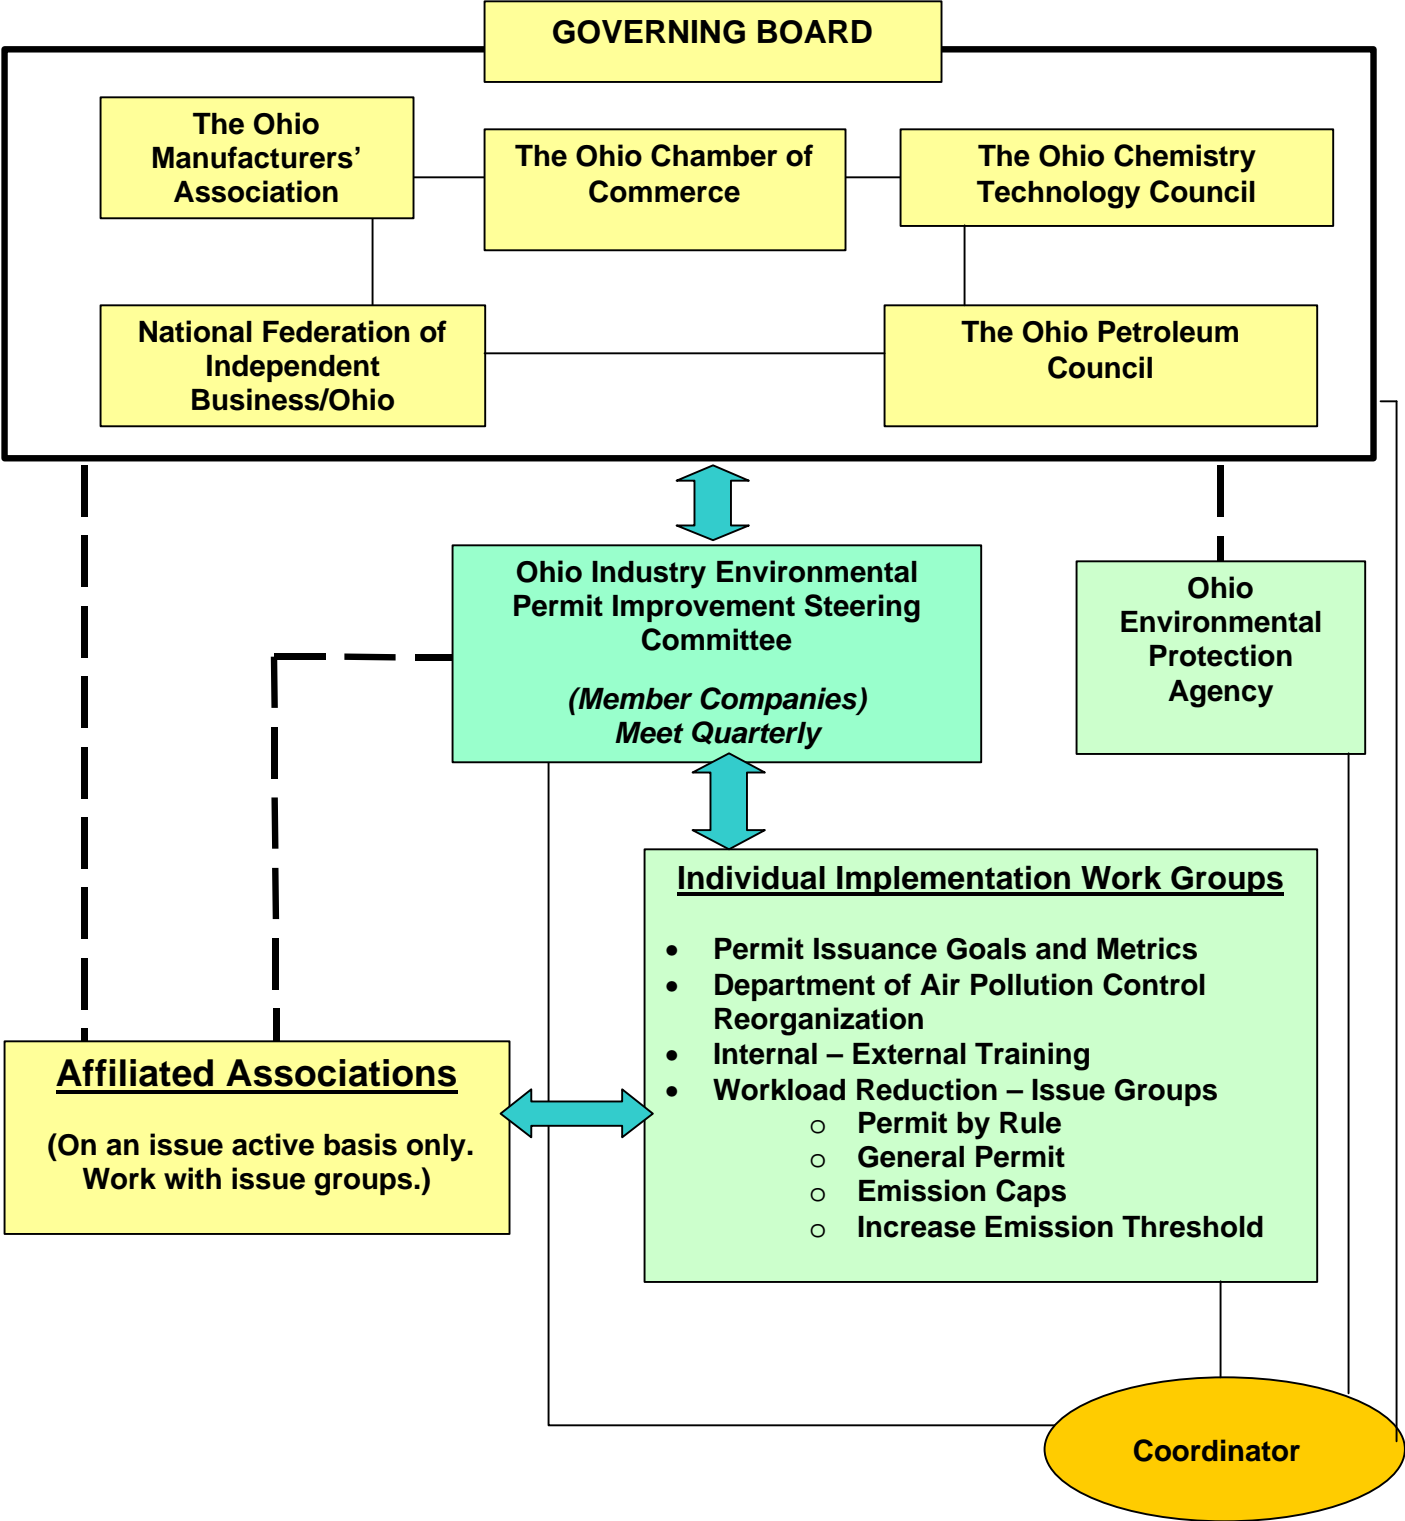 GOVERNING BOARD
The Ohio
Manufacturers’
Association
The Ohio Chamber of
Commerce
The Ohio Chemistry
Technology Council
National Federation of
Independent
Business/Ohio
The Ohio Petroleum
Council
Ohio Industry Environmental
Permit Improvement Steering
Committee
(Member Companies)
Meet Quarterly
Ohio
Environmental
Protection
Agency
Individual Implementation Work Groups
• Permit Issuance Goals and Metrics
• Department of Air Pollution Control
Reorganization
• Internal – External Training
• Workload Reduction – Issue Groups
o Permit by Rule
o General Permit
o Emission Caps
o Increase Emission Threshold
Affiliated Associations
(On an issue active basis only.
Work with issue groups.)
Coordinator